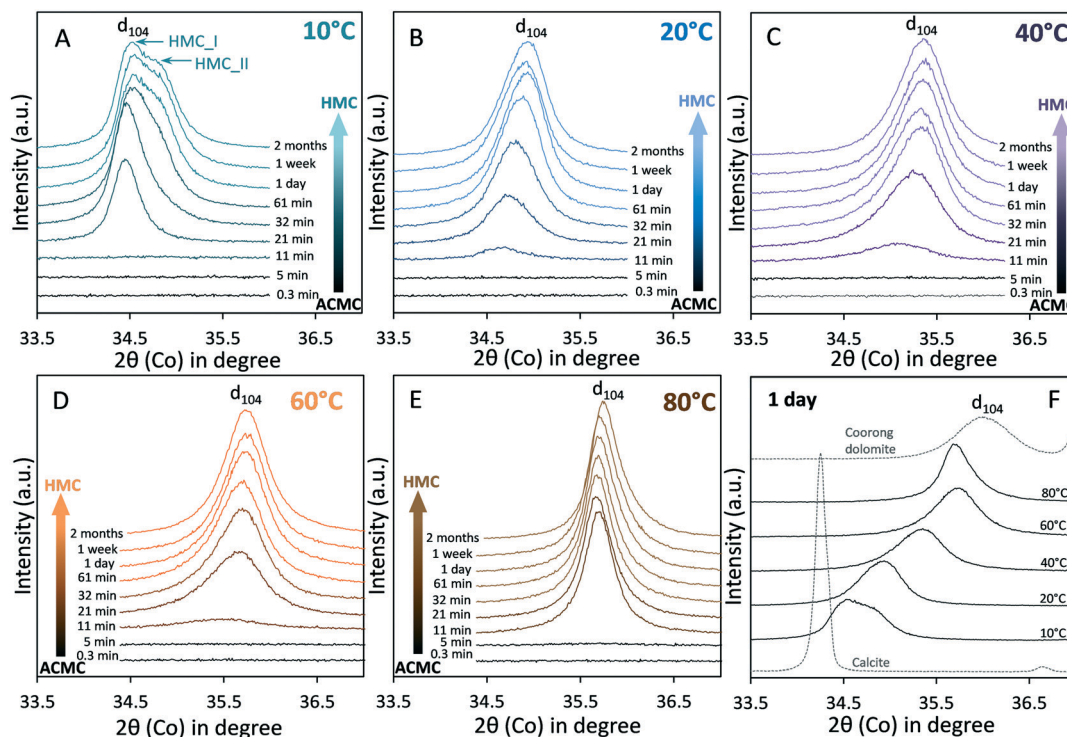 A
d104
10°C
HMC_I
HMC_II
HMC
2 months
1 week
1 day
61 min
32 min
21 min
11 min
5 min
0.3 min
ACMC
Intensity (a.u.)
33.5 34.5 35.5 36.5
2θ (Co) in degree
B
d104
20°C
HMC
2 months
1 week
1 day
61 min
32 min
21 min
11 min
5 min
0.3 min
ACMC
Intensity (a.u.)
33.5 34.5 35.5 36.5
2θ (Co) in degree
C
d104
40°C
HMC
2 months
1 week
1 day
61 min
32 min
21 min
11 min
5 min
0.3 min
ACMC
Intensity (a.u.)
33.5 34.5 35.5 36.5
2θ (Co) in degree
D
d104
60°C
HMC
2 months
1 week
1 day
61 min
32 min
21 min
11 min
5 min
0.3 min
ACMC
Intensity (a.u.)
33.5 34.5 35.5 36.5
2θ (Co) in degree
E
d104
80°C
HMC
2 months
1 week
1 day
61 min
32 min
21 min
11 min
5 min
0.3 min
ACMC
Intensity (a.u.)
33.5 34.5 35.5 36.5
2θ (Co) in degree
1 day
d104
F
Coorong
dolomite
80°C
60°C
40°C
20°C
10°C
Calcite
Intensity (a.u.)
33.5 34.5 35.5 36.5
2θ (Co) in degree